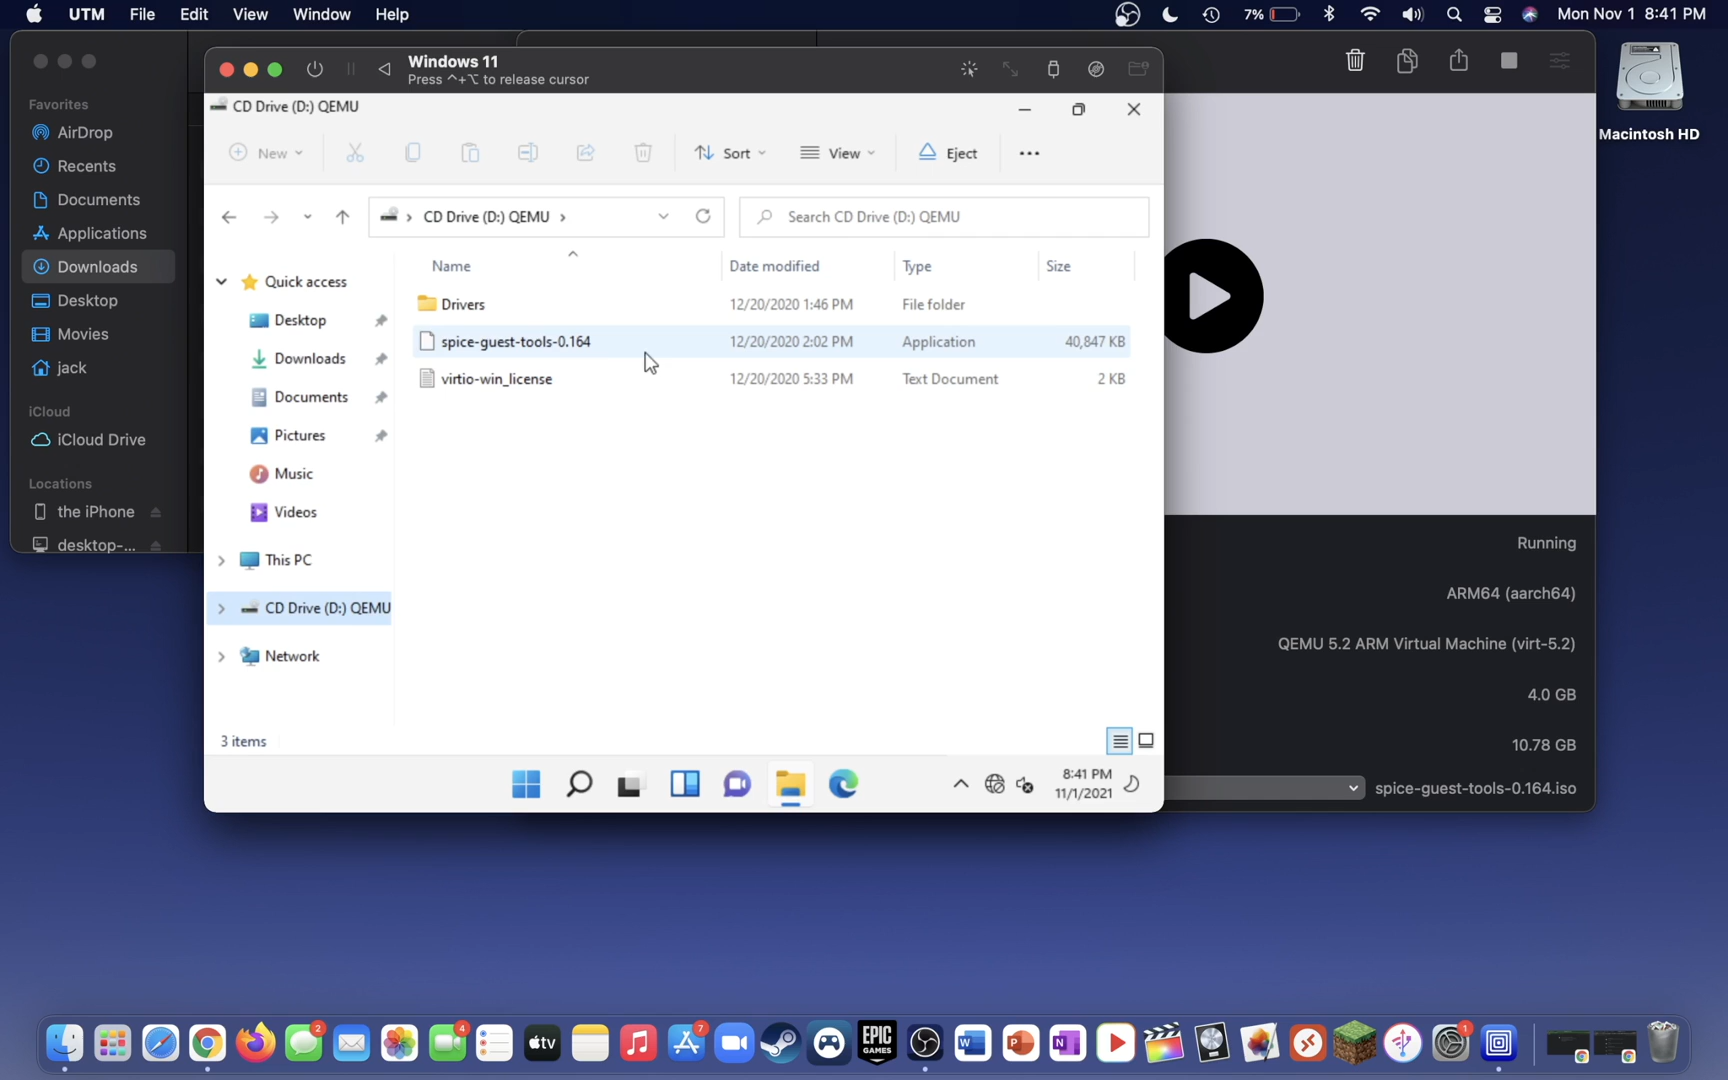 UTM File Edit View Window Help
7% Mon Nov 1 8:41 PM
Macintosh HD
Favorites
AirDrop
Recents
Documents
Applications
Downloads
Desktop
Movies
jack
iCloud
iCloud Drive
Locations
the iPhone
desktop-...
Windows 11
Press ^+⌥ to release cursor
CD Drive (D:) QEMU
New Sort View Eject ...
CD Drive (D:) QEMU
Search CD Drive (D:) QEMU
Name Date modified Type Size
Drivers 12/20/2020 1:46 PM File folder
spice-guest-tools-0.164 12/20/2020 2:02 PM Application 40,847 KB
virtio-win_license 12/20/2020 5:33 PM Text Document 2 KB
Quick access
Desktop
Downloads
Documents
Pictures
Music
Videos
This PC
CD Drive (D:) QEMU
Network
3 items
8:41 PM
11/1/2021
Running
ARM64 (aarch64)
QEMU 5.2 ARM Virtual Machine (virt-5.2)
4.0 GB
10.78 GB
spice-guest-tools-0.164.iso
2
4
tv
7
EPIC
GAMES
W
P
N
1